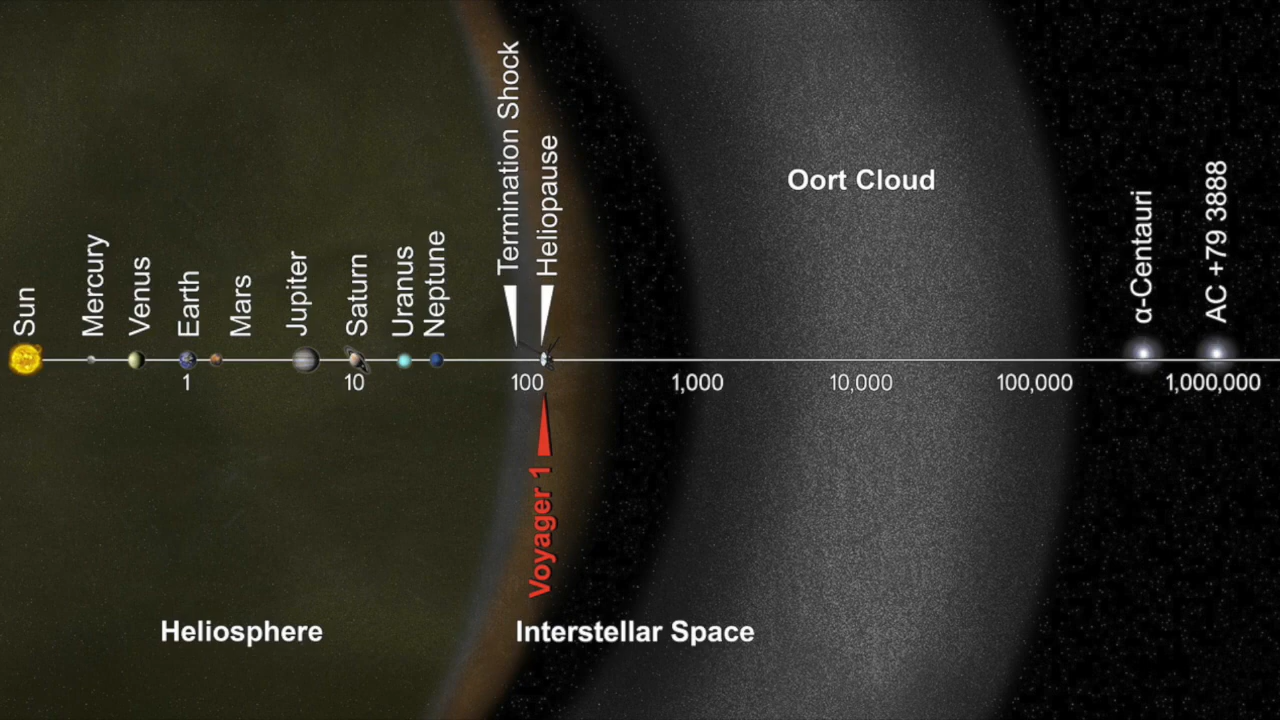 Sun
Mercury
Venus
Earth
Mars
Jupiter
Saturn
Uranus
Neptune
Termination Shock
Heliopause
Oort Cloud
α-Centauri
AC +79 3888
1
10
100
1,000
10,000
100,000
1,000,000
Voyager 1
Heliosphere
Interstellar Space